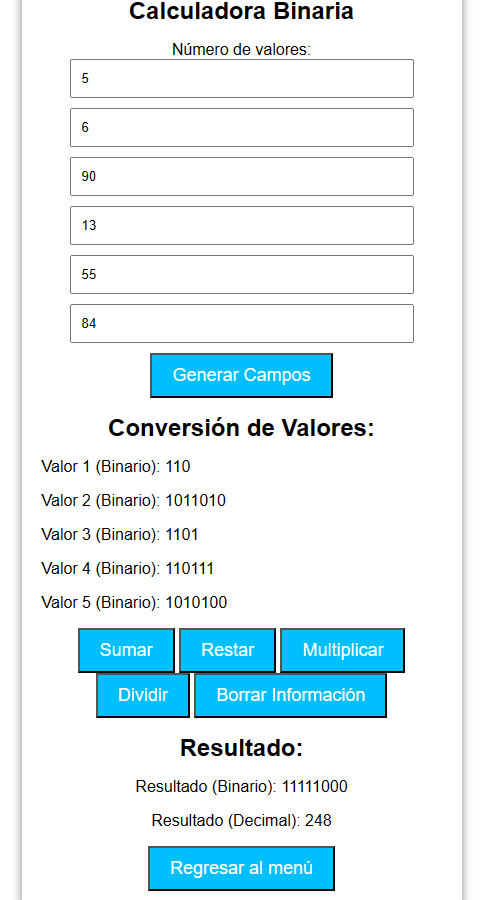 Calculadora Binaria
Número de valores:
5
6
90
13
55
84
Generar Campos
Conversión de Valores:
Valor 1 (Binario): 110
Valor 2 (Binario): 1011010
Valor 3 (Binario): 1101
Valor 4 (Binario): 110111
Valor 5 (Binario): 1010100
Sumar Restar Multiplicar
Dividir Borrar Información
Resultado:
Resultado (Binario): 11111000
Resultado (Decimal): 248
Regresar al menú